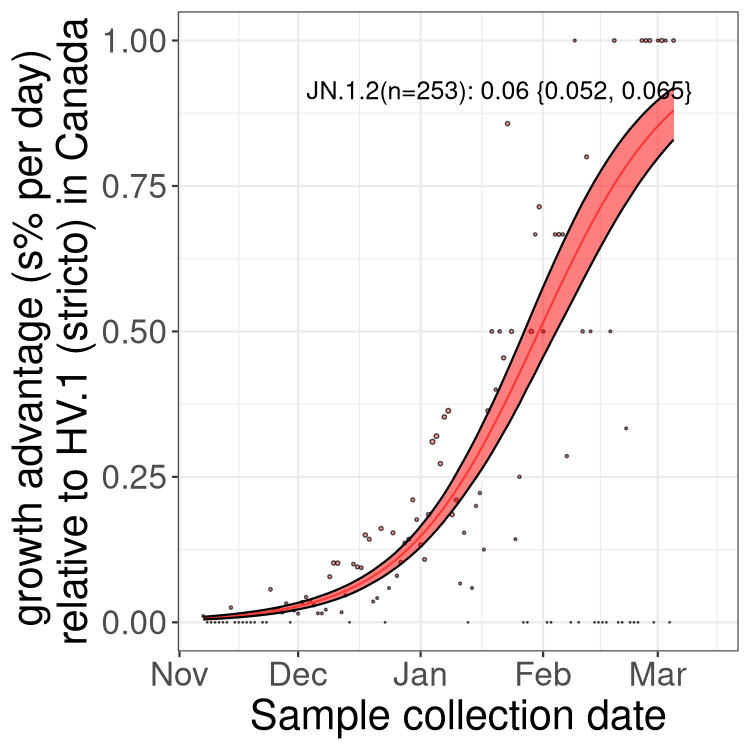 growth advantage (s% per day)
relative to HV.1 (stricto) in Canada
1.00
0.75
0.50
0.25
0.00
JN.1.2(n=253): 0.06 {0.052, 0.065}
Nov Dec Jan Feb Mar
Sample collection date